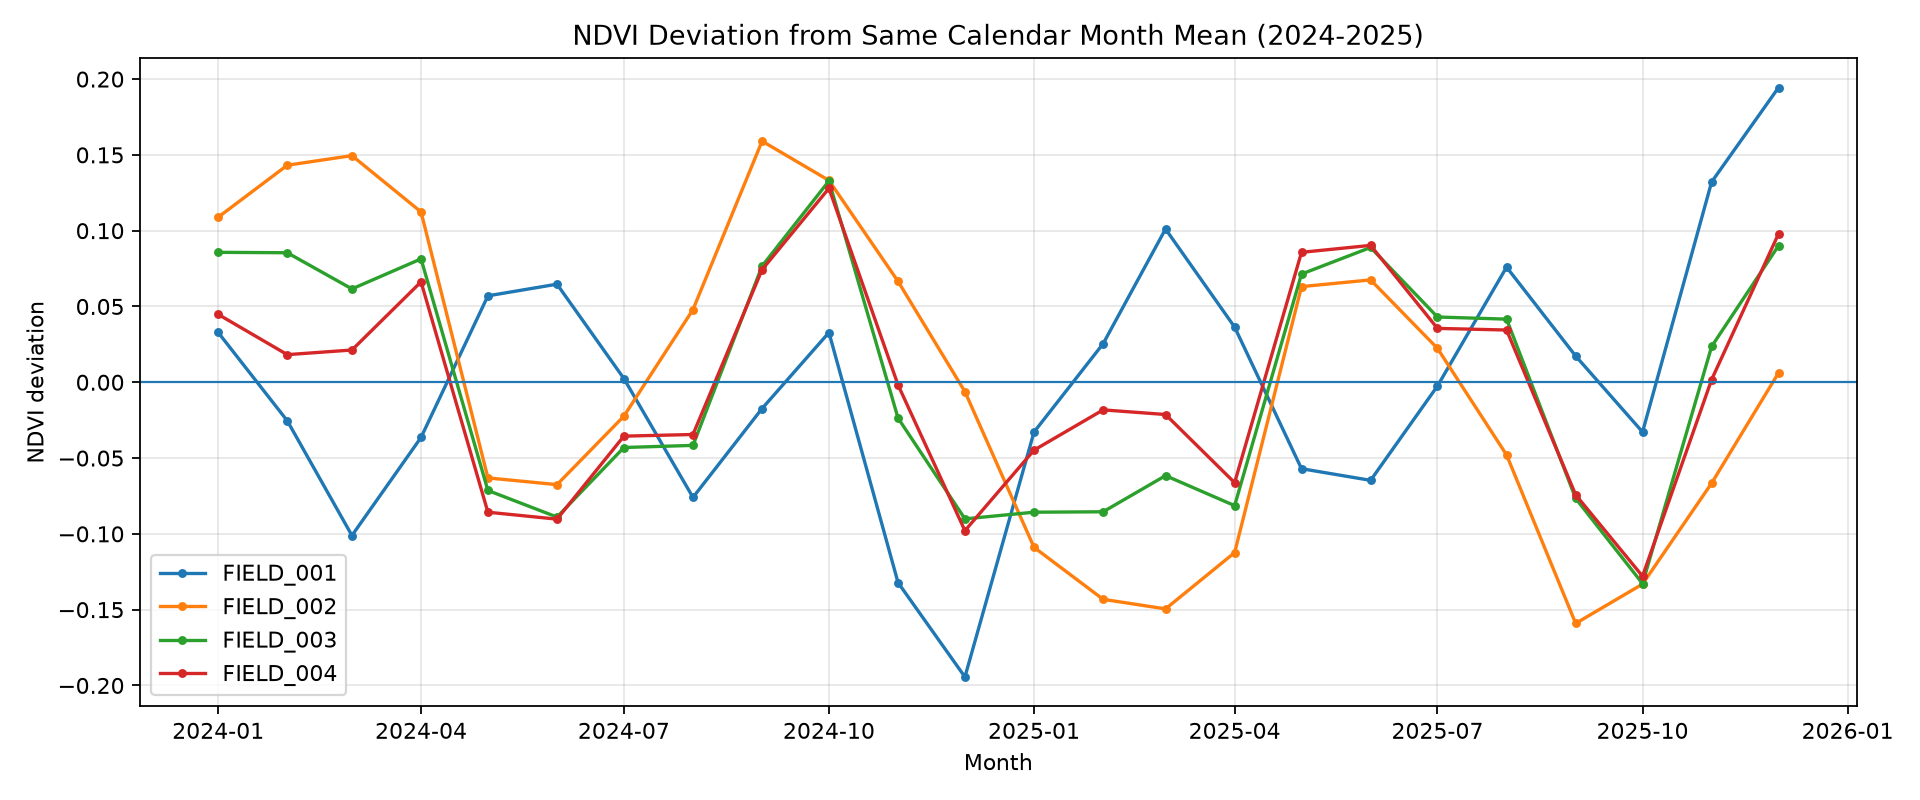 NDVI Deviation from Same Calendar Month Mean (2024-2025)
NDVI deviation
0.20
0.15
0.10
0.05
0.00
−0.05
−0.10
−0.15
−0.20
FIELD_001
FIELD_002
FIELD_003
FIELD_004
2024-01 2024-04 2024-07 2024-10 2025-01 2025-04 2025-07 2025-10 2026-01
Month